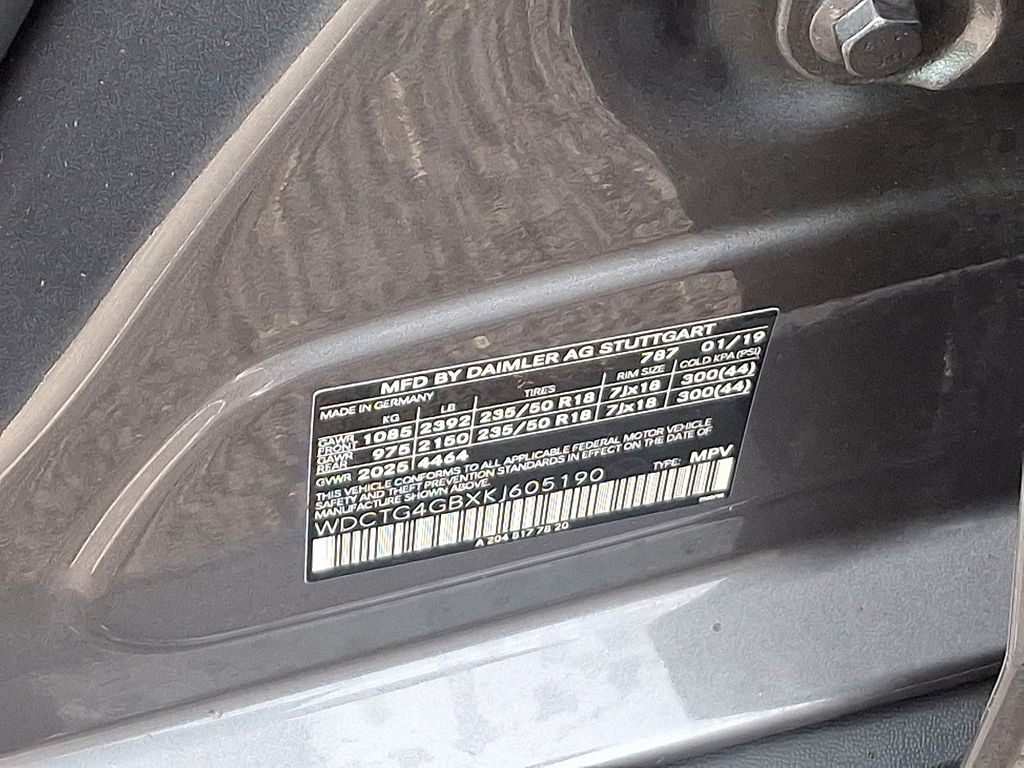 MFD BY DAIMLER AG STUTTGART
MADE IN GERMANY 787 01/19
KG LB TIRES RIM SIZE COLD KPA (PSI)
GAWR FRONT 1085 2392 235/50 R18 7Jx18 300(44)
GAWR REAR 975 2150 235/50 R18 7Jx18 300(44)
GVWR 2025 4464
THIS VEHICLE CONFORMS TO ALL APPLICABLE FEDERAL MOTOR VEHICLE
SAFETY AND THEFT PREVENTION STANDARDS IN EFFECT ON THE DATE OF
MANUFACTURE SHOWN ABOVE.
WDCTG4GBXKJ605190 TYPE: MPV
A 204 817 78 20